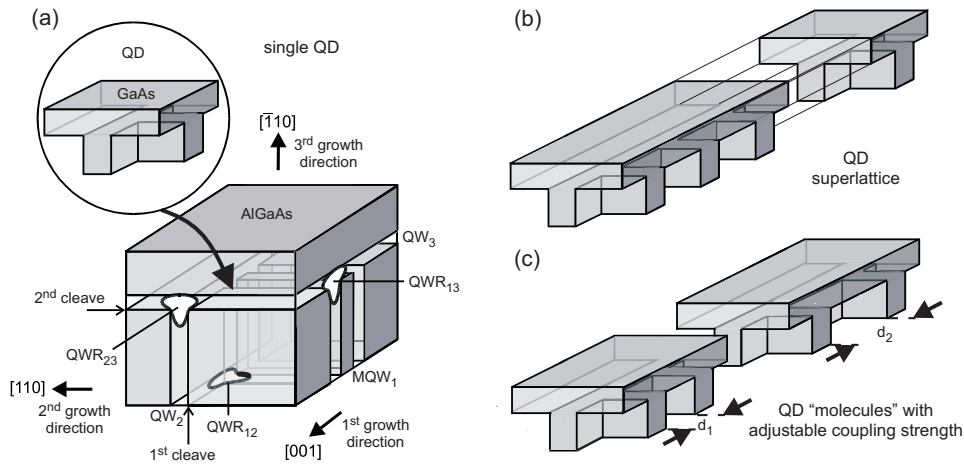 (a)
QD
single QD
GaAs
[1̄10]
3rd growth
direction
AlGaAs
QW3
QWR13
2nd cleave
QWR23
MQW1
[110]
2nd growth
direction
QW2
QWR12
1st cleave
1st growth
direction
[001]
(b)
QD
superlattice
(c)
d2
d1
QD “molecules” with
adjustable coupling strength